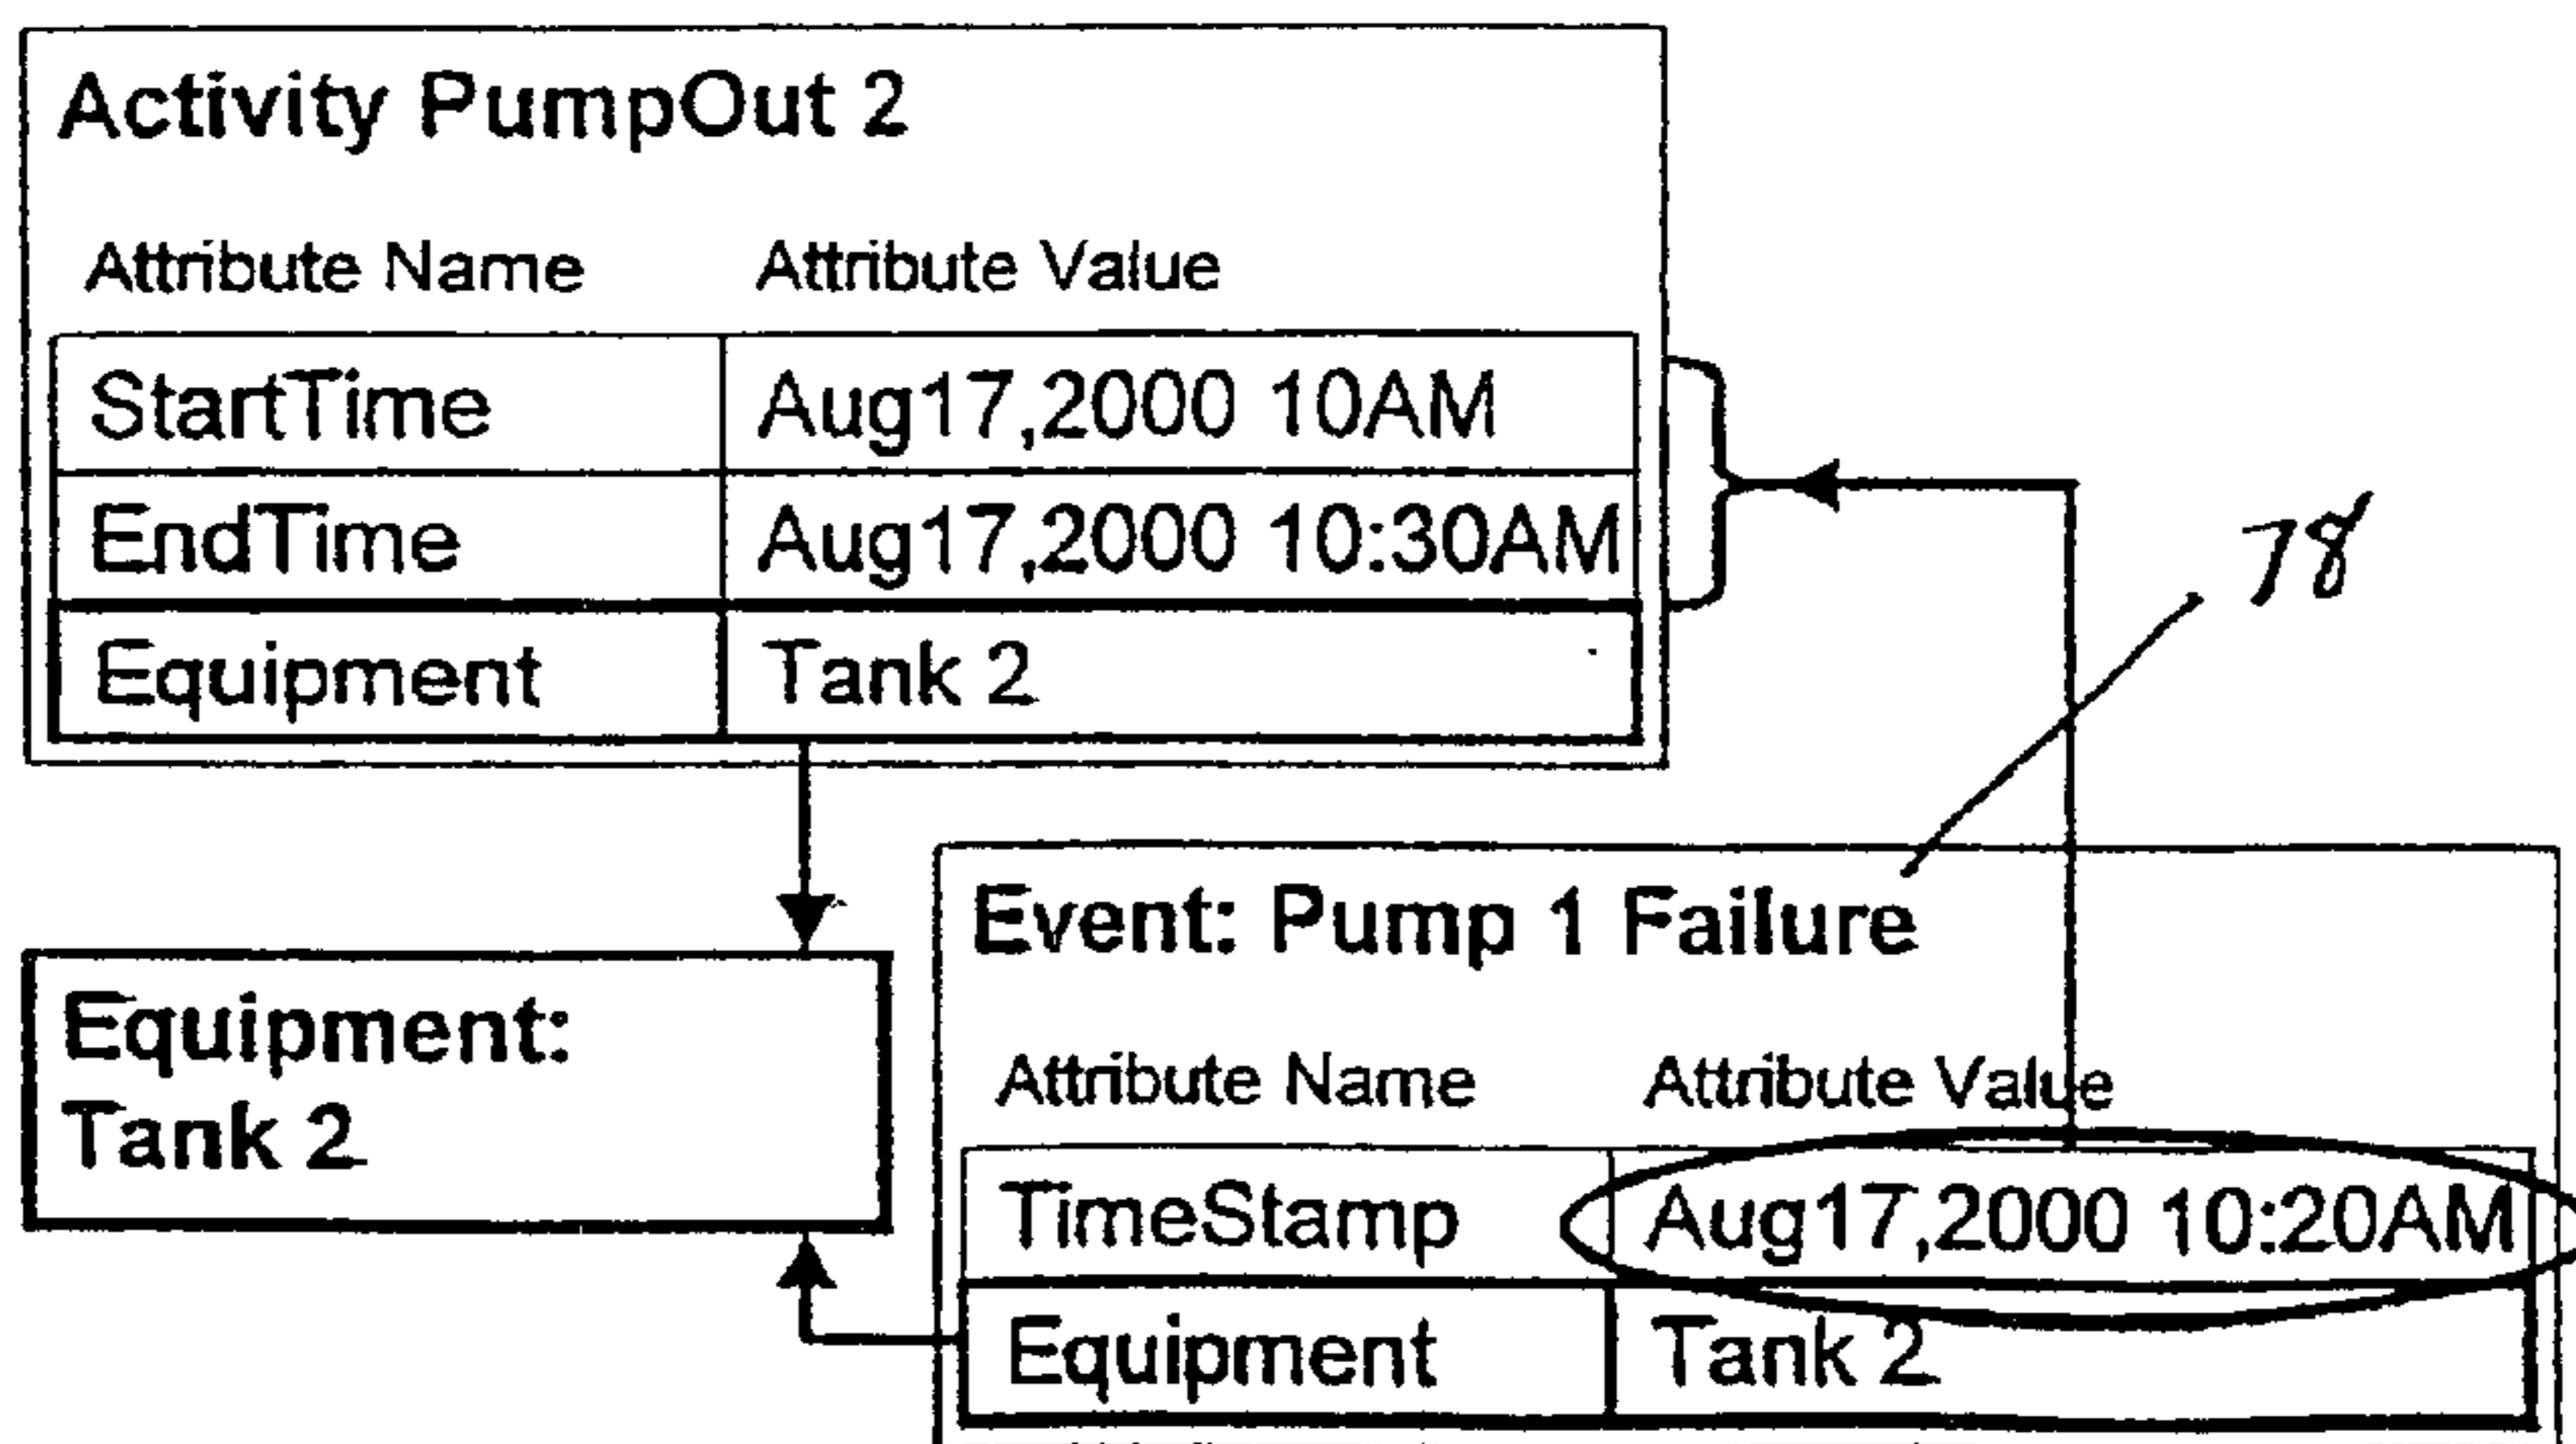 Activity PumpOut 2
Attribute Name Attribute Value
StartTime Aug17,2000 10AM
EndTime Aug17,2000 10:30AM
Equipment Tank 2
78
Equipment:
Tank 2
Event: Pump 1 Failure
Attribute Name Attribute Value
TimeStamp Aug17,2000 10:20AM
Equipment Tank 2